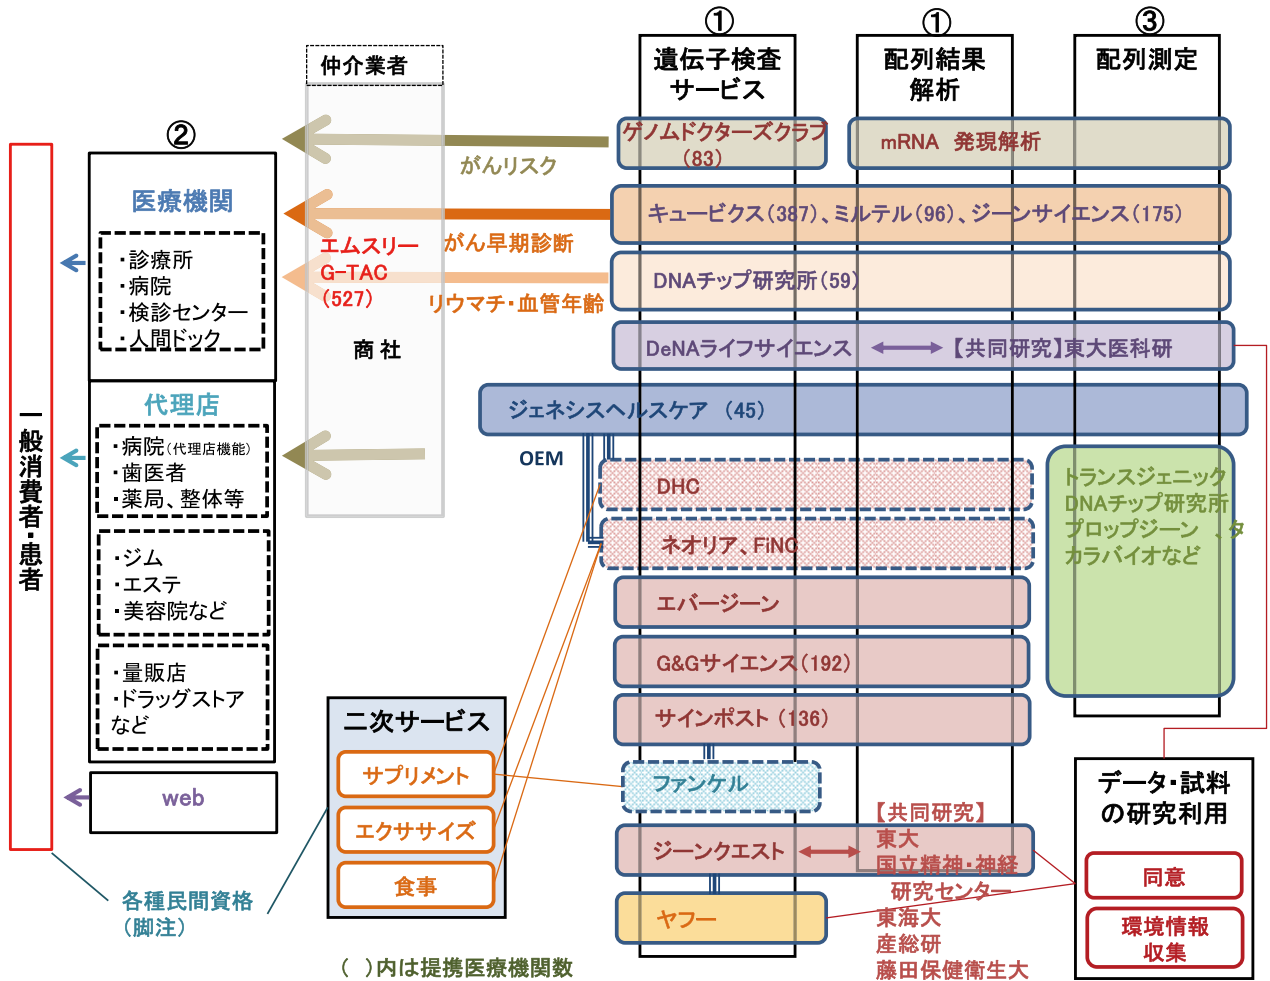 ①
①
③
遺伝子検査
サービス
配列結果
解析
配列測定
仲介業者
②
ゲノムドクターズクラブ
(83)
mRNA 発現解析
がんリスク
医療機関
キュービクス(387)、ミルテル(96)、ジーンサイエンス(175)
がん早期診断
エムスリー
G-TAC
(527)
・診療所
・病院
・検診センター
・人間ドック
DNAチップ研究所(59)
リウマチ・血管年齢
商社
DeNAライフサイエンス
【共同研究】東大医科研
代理店
ジェネシスヘルスケア (45)
OEM
・病院(代理店機能)
・歯医者
・薬局、整体等
一般消費者・患者
DHC
トランスジェニック
DNAチップ研究所
プロップジーン 、タ
カラバイオなど
ネオリア、FiNC
・ジム
・エステ
・美容院など
エバージーン
G&Gサイエンス(192)
・量販店
・ドラッグストア
など
サインポスト(136)
二次サービス
サプリメント
エクササイズ
食事
ファンケル
web
データ・試料
の研究利用
同意
環境情報
収集
ジーンクエスト
【共同研究】
東大
国立精神・神経
研究センター
東海大
産総研
藤田保健衛生大
ヤフー
各種民間資格
(脚注)
( )内は提携医療機関数